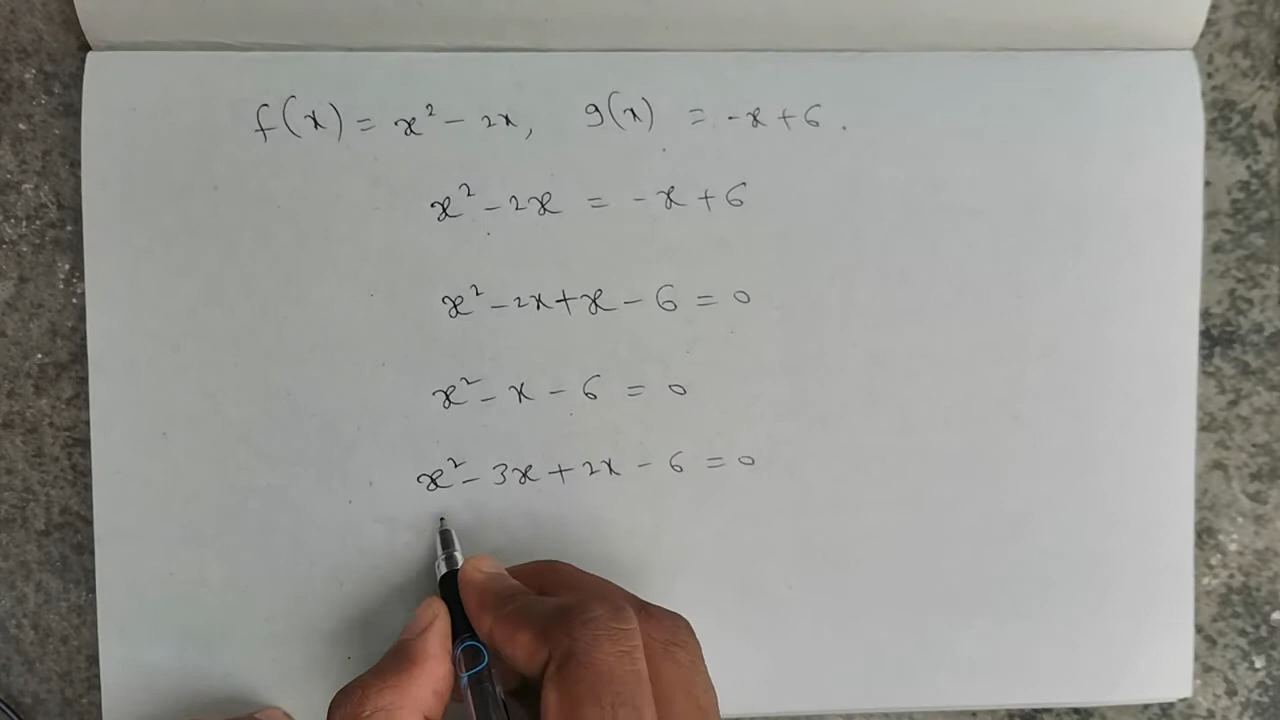 f(x) = x² - 2x, g(x) = -x + 6.
x² - 2x = -x + 6
x² - 2x + x - 6 = 0
x² - x - 6 = 0
x² - 3x + 2x - 6 = 0